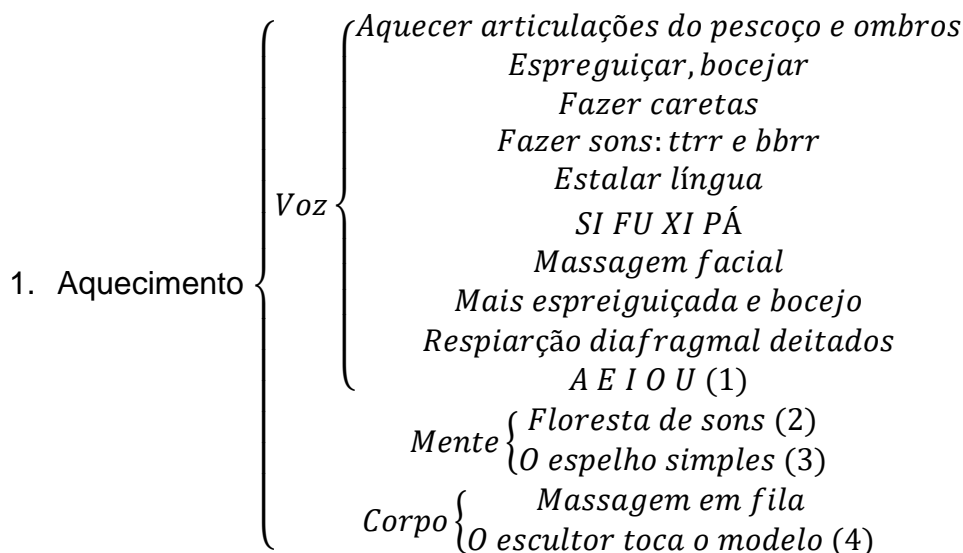 Aquecer articulações do pescoço e ombros
Espreguiçar, bocejar
Fazer caretas
Fazer sons: ttrr e bbrr
Estalar língua
Voz
SI FU XI PÁ
Massagem facial
1. Aquecimento
Mais espreiguiçada e bocejo
Respiarção diafragmal deitados
A E I O U (1)
Mente
Floresta de sons (2)
O espelho simples (3)
Corpo
Massagem em fila
O escultor toca o modelo (4)